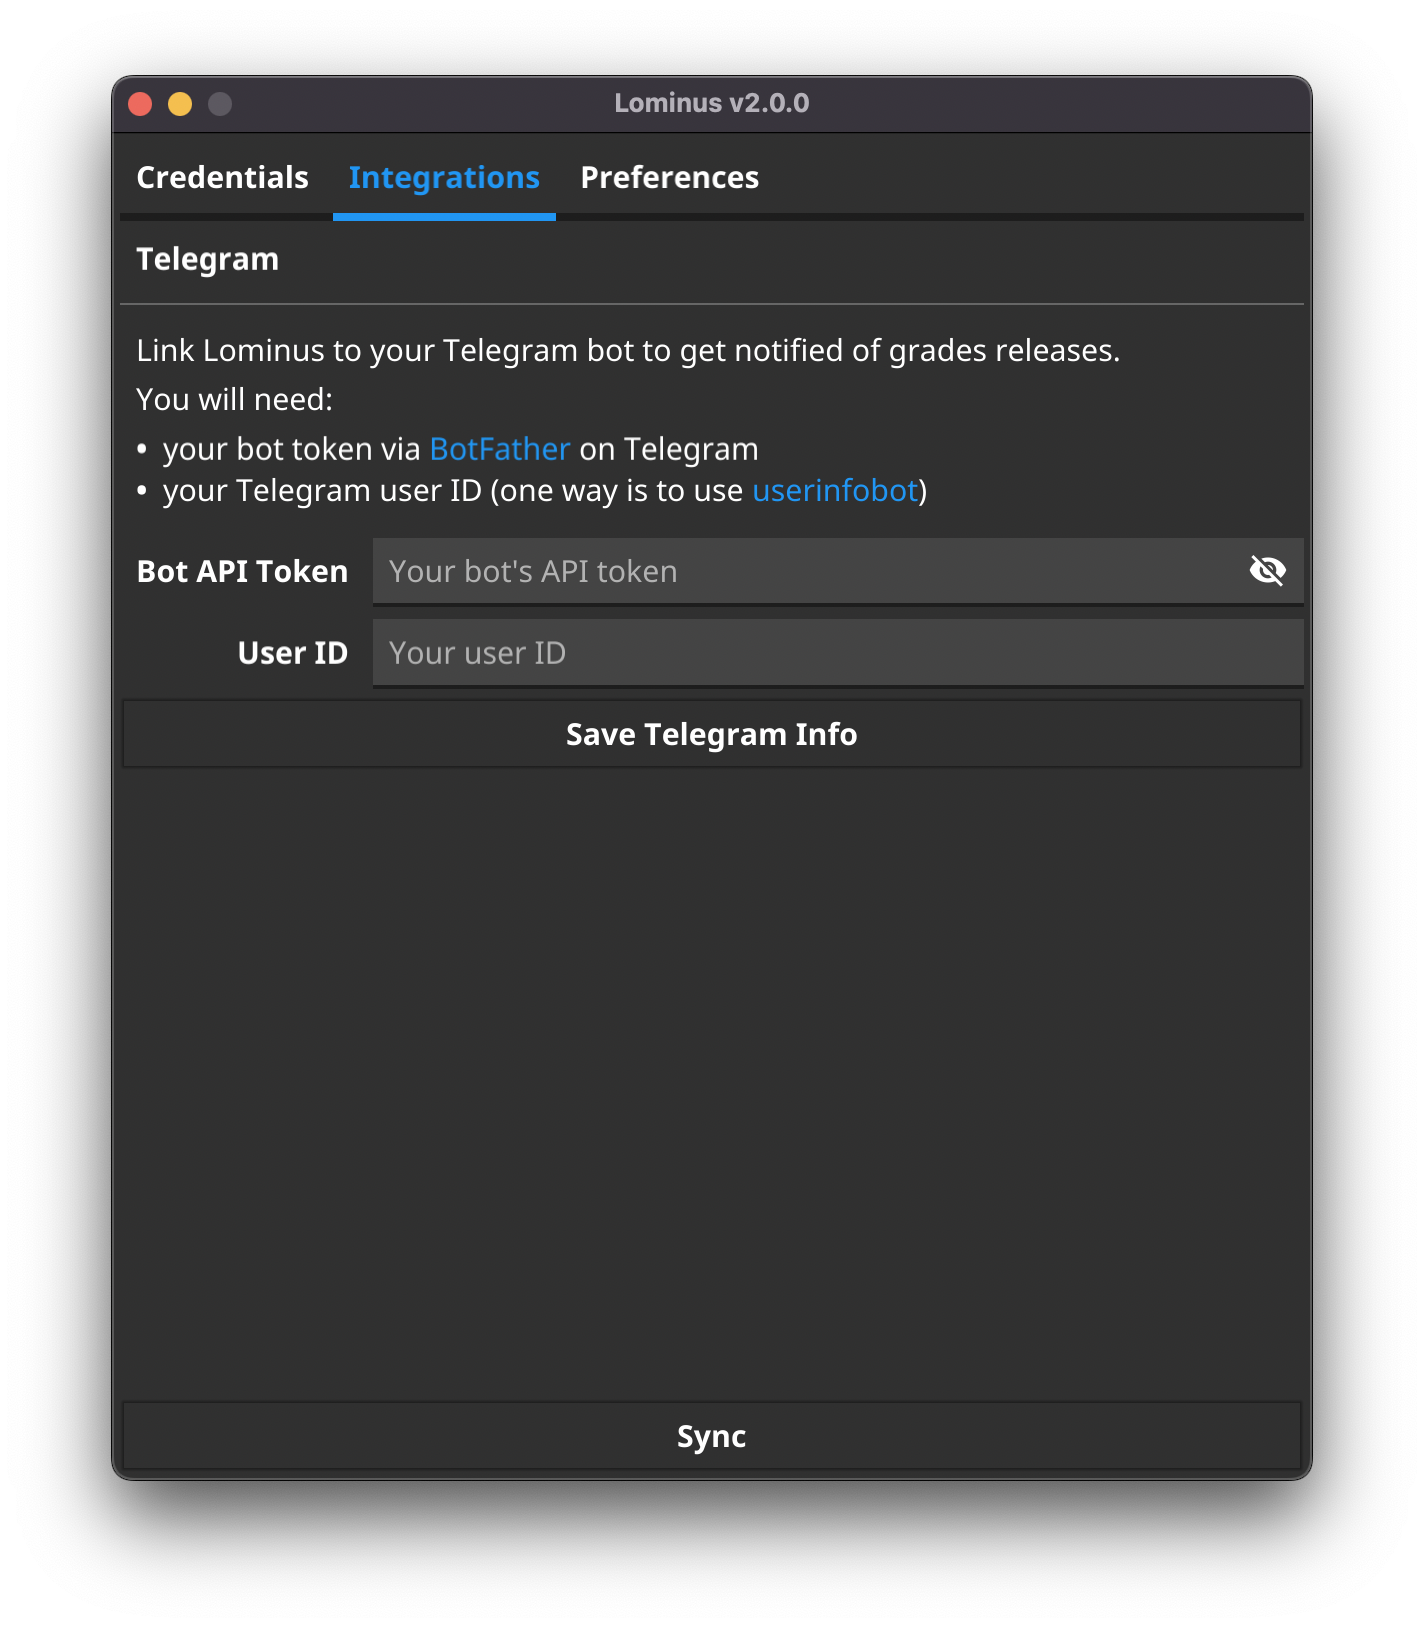 Lominus v2.0.0
Credentials Integrations Preferences
Telegram
Link Lominus to your Telegram bot to get notified of grades releases.
You will need:
• your bot token via BotFather on Telegram
• your Telegram user ID (one way is to use userinfobot)
Bot API Token Your bot's API token
User ID Your user ID
Save Telegram Info
Sync